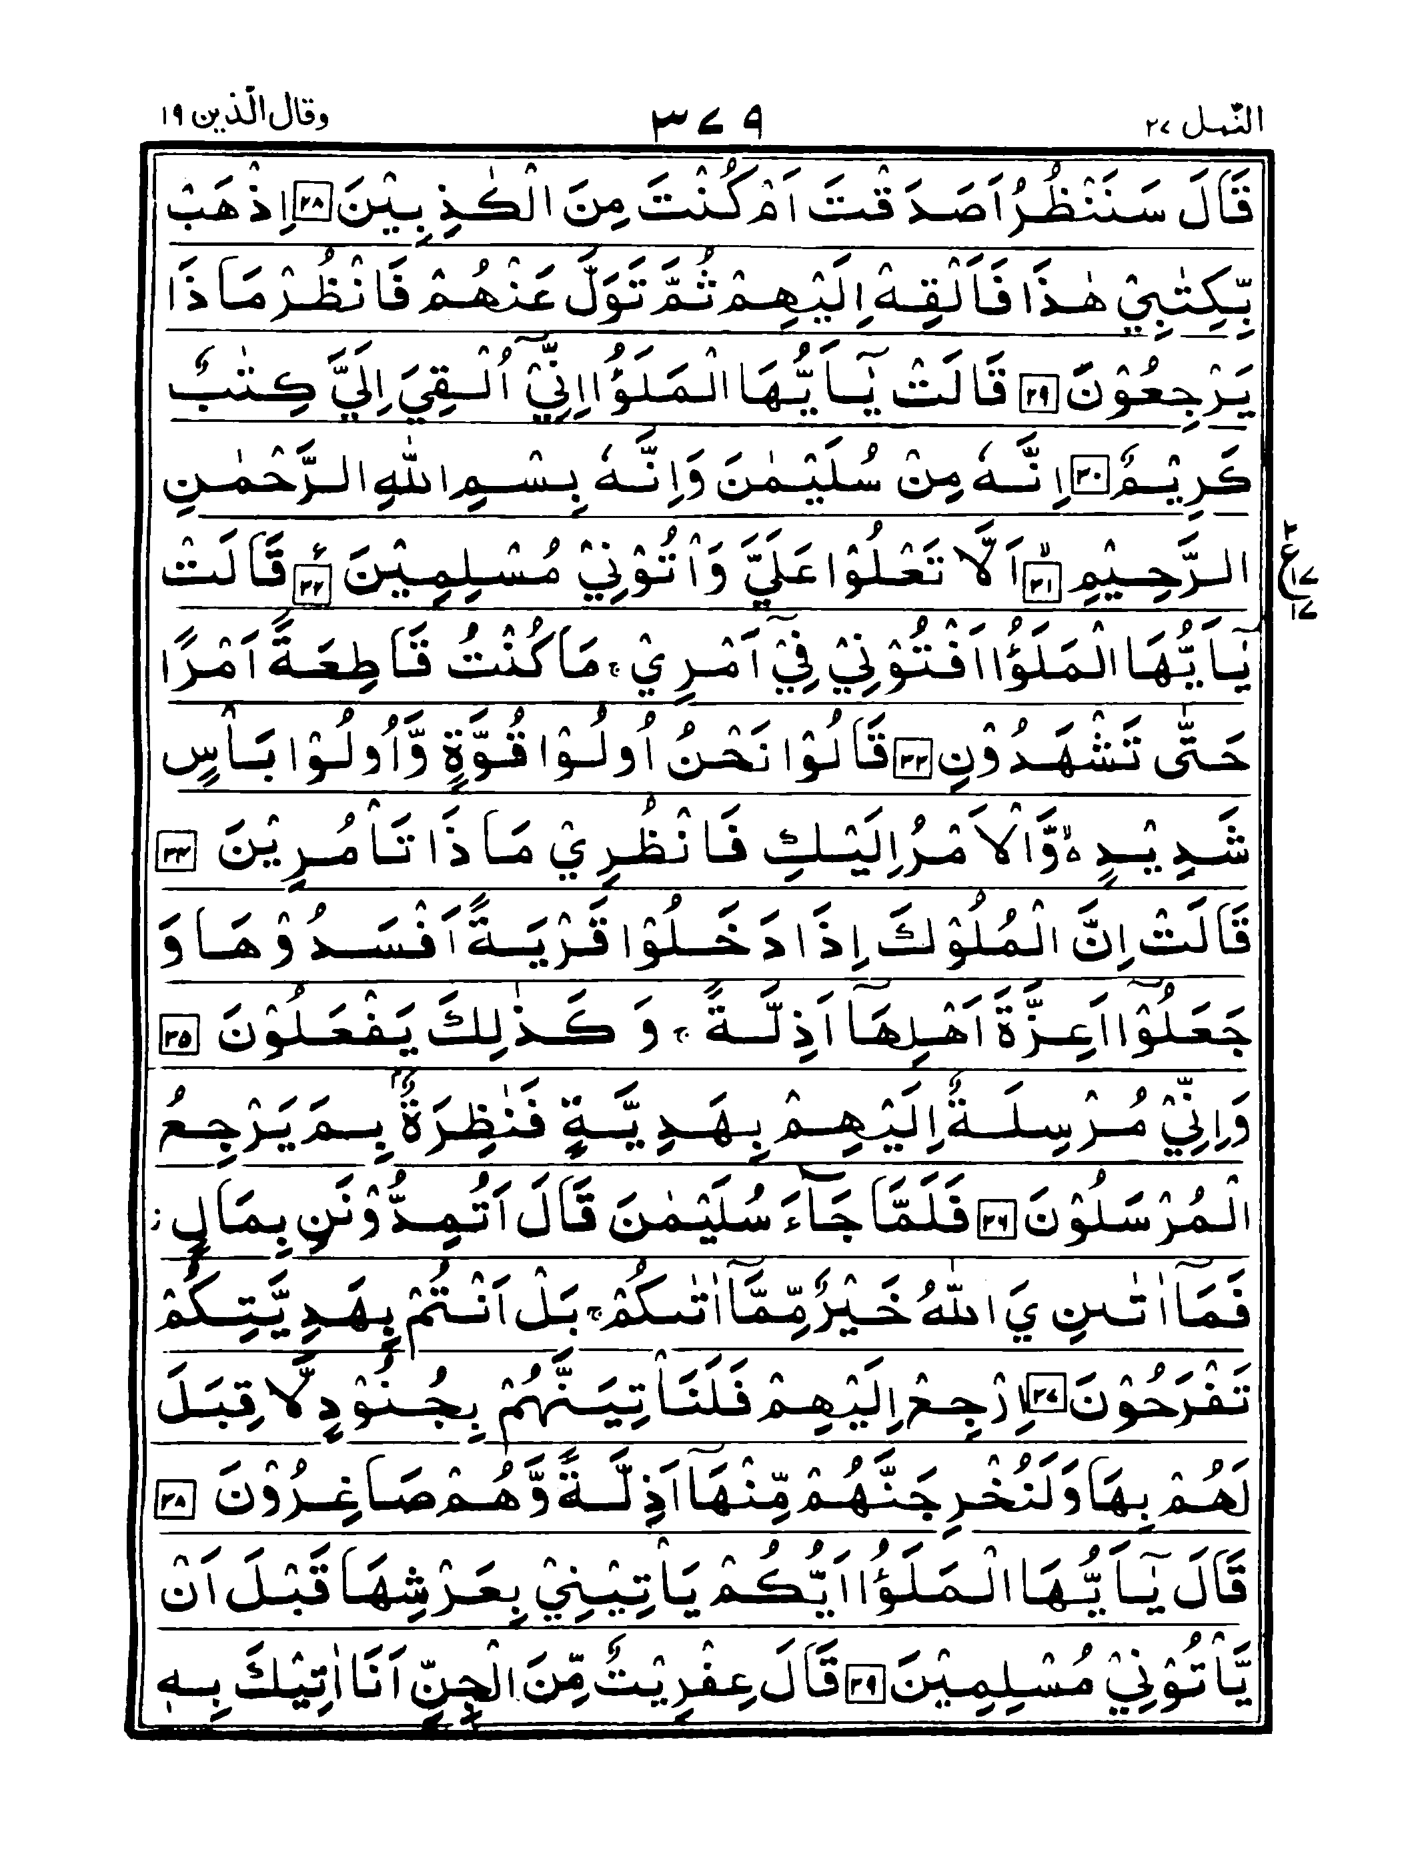 النّمل ٢٧
٣٧٩
وقال الّذين ١٩
قَالَ سَنَنْظُرُ اَصَدَقْتَ اَمْ كُنْتَ مِنَ الْكٰذِبِيْنَ ٢٨ اِذْهَبْ
بِّكِتٰبِيْ هٰذَا فَاَلْقِهْ اِلَيْهِمْ ثُمَّ تَوَلَّ عَنْهُمْ فَانْظُرْ مَاذَا
يَرْجِعُوْنَ ٢٩ قَالَتْ يٰٓاَيُّهَا الْمَلَؤُا اِنِّيْٓ اُلْقِيَ اِلَيَّ كِتٰبٌ
كَرِيْمٌ ٣٠ اِنَّهٗ مِنْ سُلَيْمٰنَ وَاِنَّهٗ بِسْمِ اللّٰهِ الرَّحْمٰنِ
الرَّحِيْمِ ٣١ اَلَّا تَعْلُوْا عَلَيَّ وَاْتُوْنِيْ مُسْلِمِيْنَ ٣٢ قَالَتْ
ع
١٧
١٧
يٰٓاَيُّهَا الْمَلَؤُا اَفْتُوْنِيْ فِيْٓ اَمْرِيْ ۚ مَا كُنْتُ قَاطِعَةً اَمْرًا
حَتّٰى تَشْهَدُوْنِ ٣٣ قَالُوْا نَحْنُ اُولُوْا قُوَّةٍ وَّاُولُوْا بَاْسٍ
شَدِيْدٍ ۙ وَّالْاَمْرُ اِلَيْكِ فَانْظُرِيْ مَاذَا تَاْمُرِيْنَ ٣٤
قَالَتْ اِنَّ الْمُلُوْكَ اِذَا دَخَلُوْا قَرْيَةً اَفْسَدُوْهَا وَ
جَعَلُوْٓا اَعِزَّةَ اَهْلِهَآ اَذِلَّةً ۚ وَ كَذٰلِكَ يَفْعَلُوْنَ ٣٥
وَاِنِّيْ مُرْسِلَةٌ اِلَيْهِمْ بِهَدِيَّةٍ فَنٰظِرَةٌۢ بِمَ يَرْجِعُ
الْمُرْسَلُوْنَ ٣٦ فَلَمَّا جَآءَ سُلَيْمٰنَ قَالَ اَتُمِدُّوْنَنِ بِمَالٍ ز
فَمَآ اٰتٰىنِ يَ اللّٰهُ خَيْرٌ مِّمَّآ اٰتٰىكُمْ ۚ بَلْ اَنْتُمْ بِهَدِيَّتِكُمْ
تَفْرَحُوْنَ ٣٧ اِرْجِعْ اِلَيْهِمْ فَلَنَاْتِيَنَّهُمْ بِجُنُوْدٍ لَّا قِبَلَ
لَهُمْ بِهَا وَلَنُخْرِجَنَّهُمْ مِّنْهَآ اَذِلَّةً وَّهُمْ صَاغِرُوْنَ ٣٨
قَالَ يٰٓاَيُّهَا الْمَلَؤُا اَيُّكُمْ يَاْتِيْنِيْ بِعَرْشِهَا قَبْلَ اَنْ
يَّاْتُوْنِيْ مُسْلِمِيْنَ ٣٩ قَالَ عِفْرِيْتٌ مِّنَ الْجِنِّ اَنَا اٰتِيْكَ بِهٖ